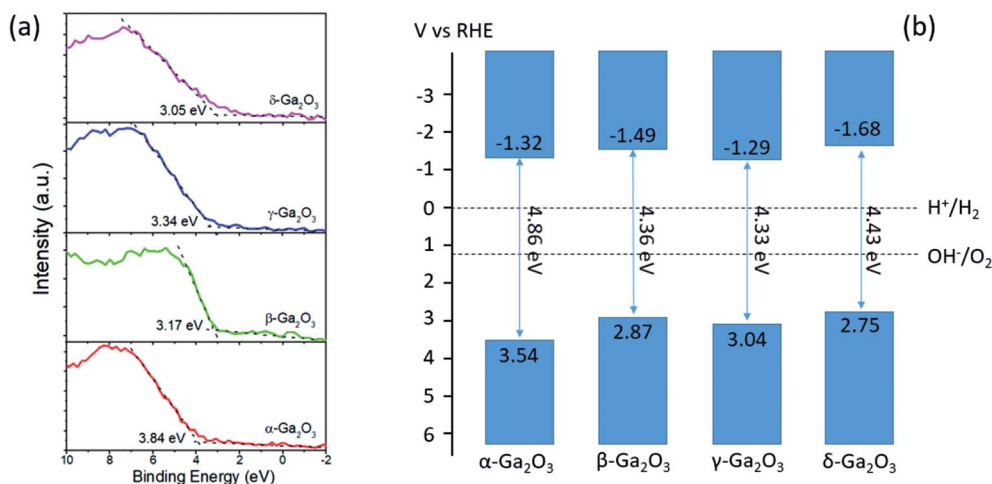 (a)
δ-Ga₂O₃
3.05 eV
γ-Ga₂O₃
3.34 eV
β-Ga₂O₃
3.17 eV
α-Ga₂O₃
3.84 eV
Intensity (a.u.)
10 8 6 4 2 0 -2
Binding Energy (eV)
V vs RHE
(b)
-3
-2
-1
0
1
2
3
4
5
6
-1.32
-1.49
-1.29
-1.68
4.86 eV
4.36 eV
4.33 eV
4.43 eV
H⁺/H₂
OH⁻/O₂
3.54
2.87
3.04
2.75
α-Ga₂O₃ β-Ga₂O₃ γ-Ga₂O₃ δ-Ga₂O₃